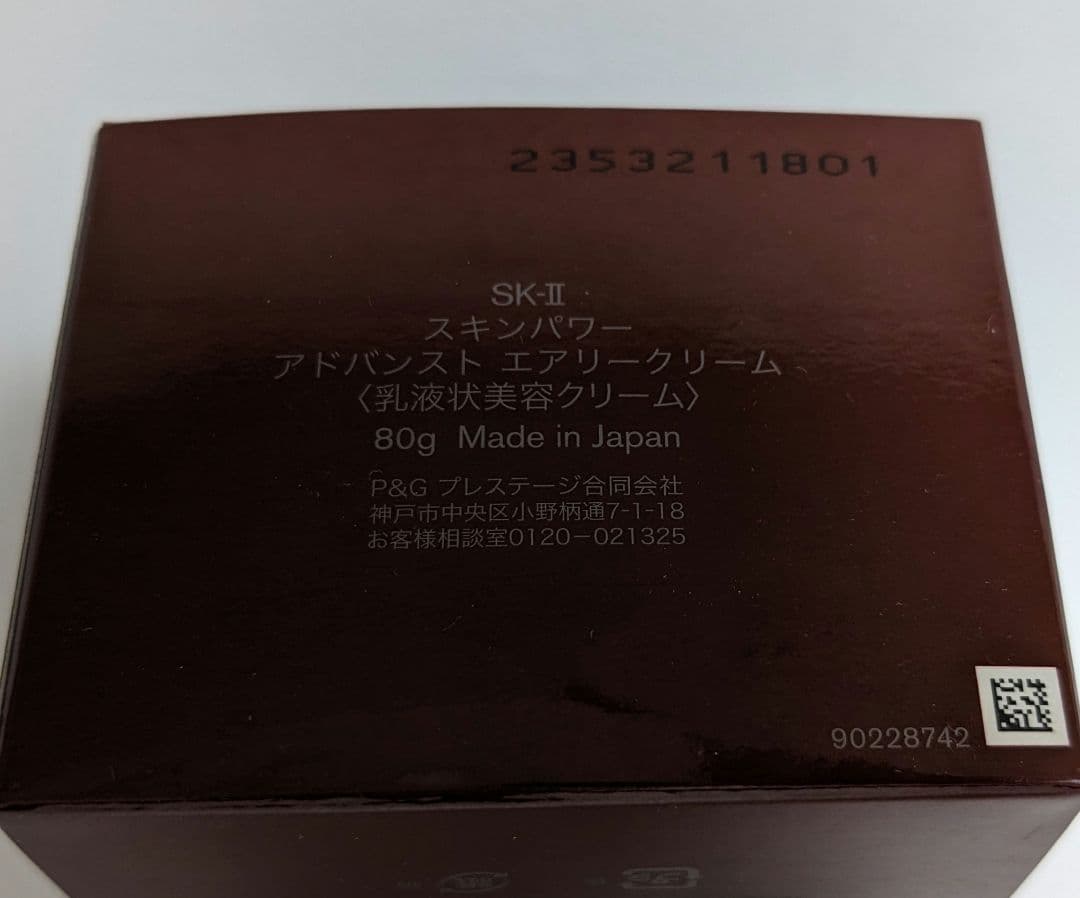 2353211801
SK-II
スキンパワー
アドバンスト エアリークリーム
〈乳液状美容クリーム〉
80g Made in Japan
P&G プレステージ合同会社
神戸市中央区小野柄通7-1-18
お客様相談室0120-021325
90228742